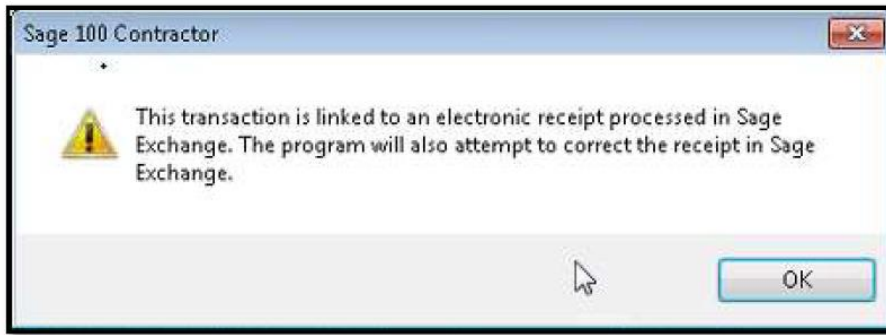 Sage 100 Contractor
This transaction is linked to an electronic receipt processed in Sage
Exchange. The program will also attempt to correct the receipt in Sage
Exchange.
OK